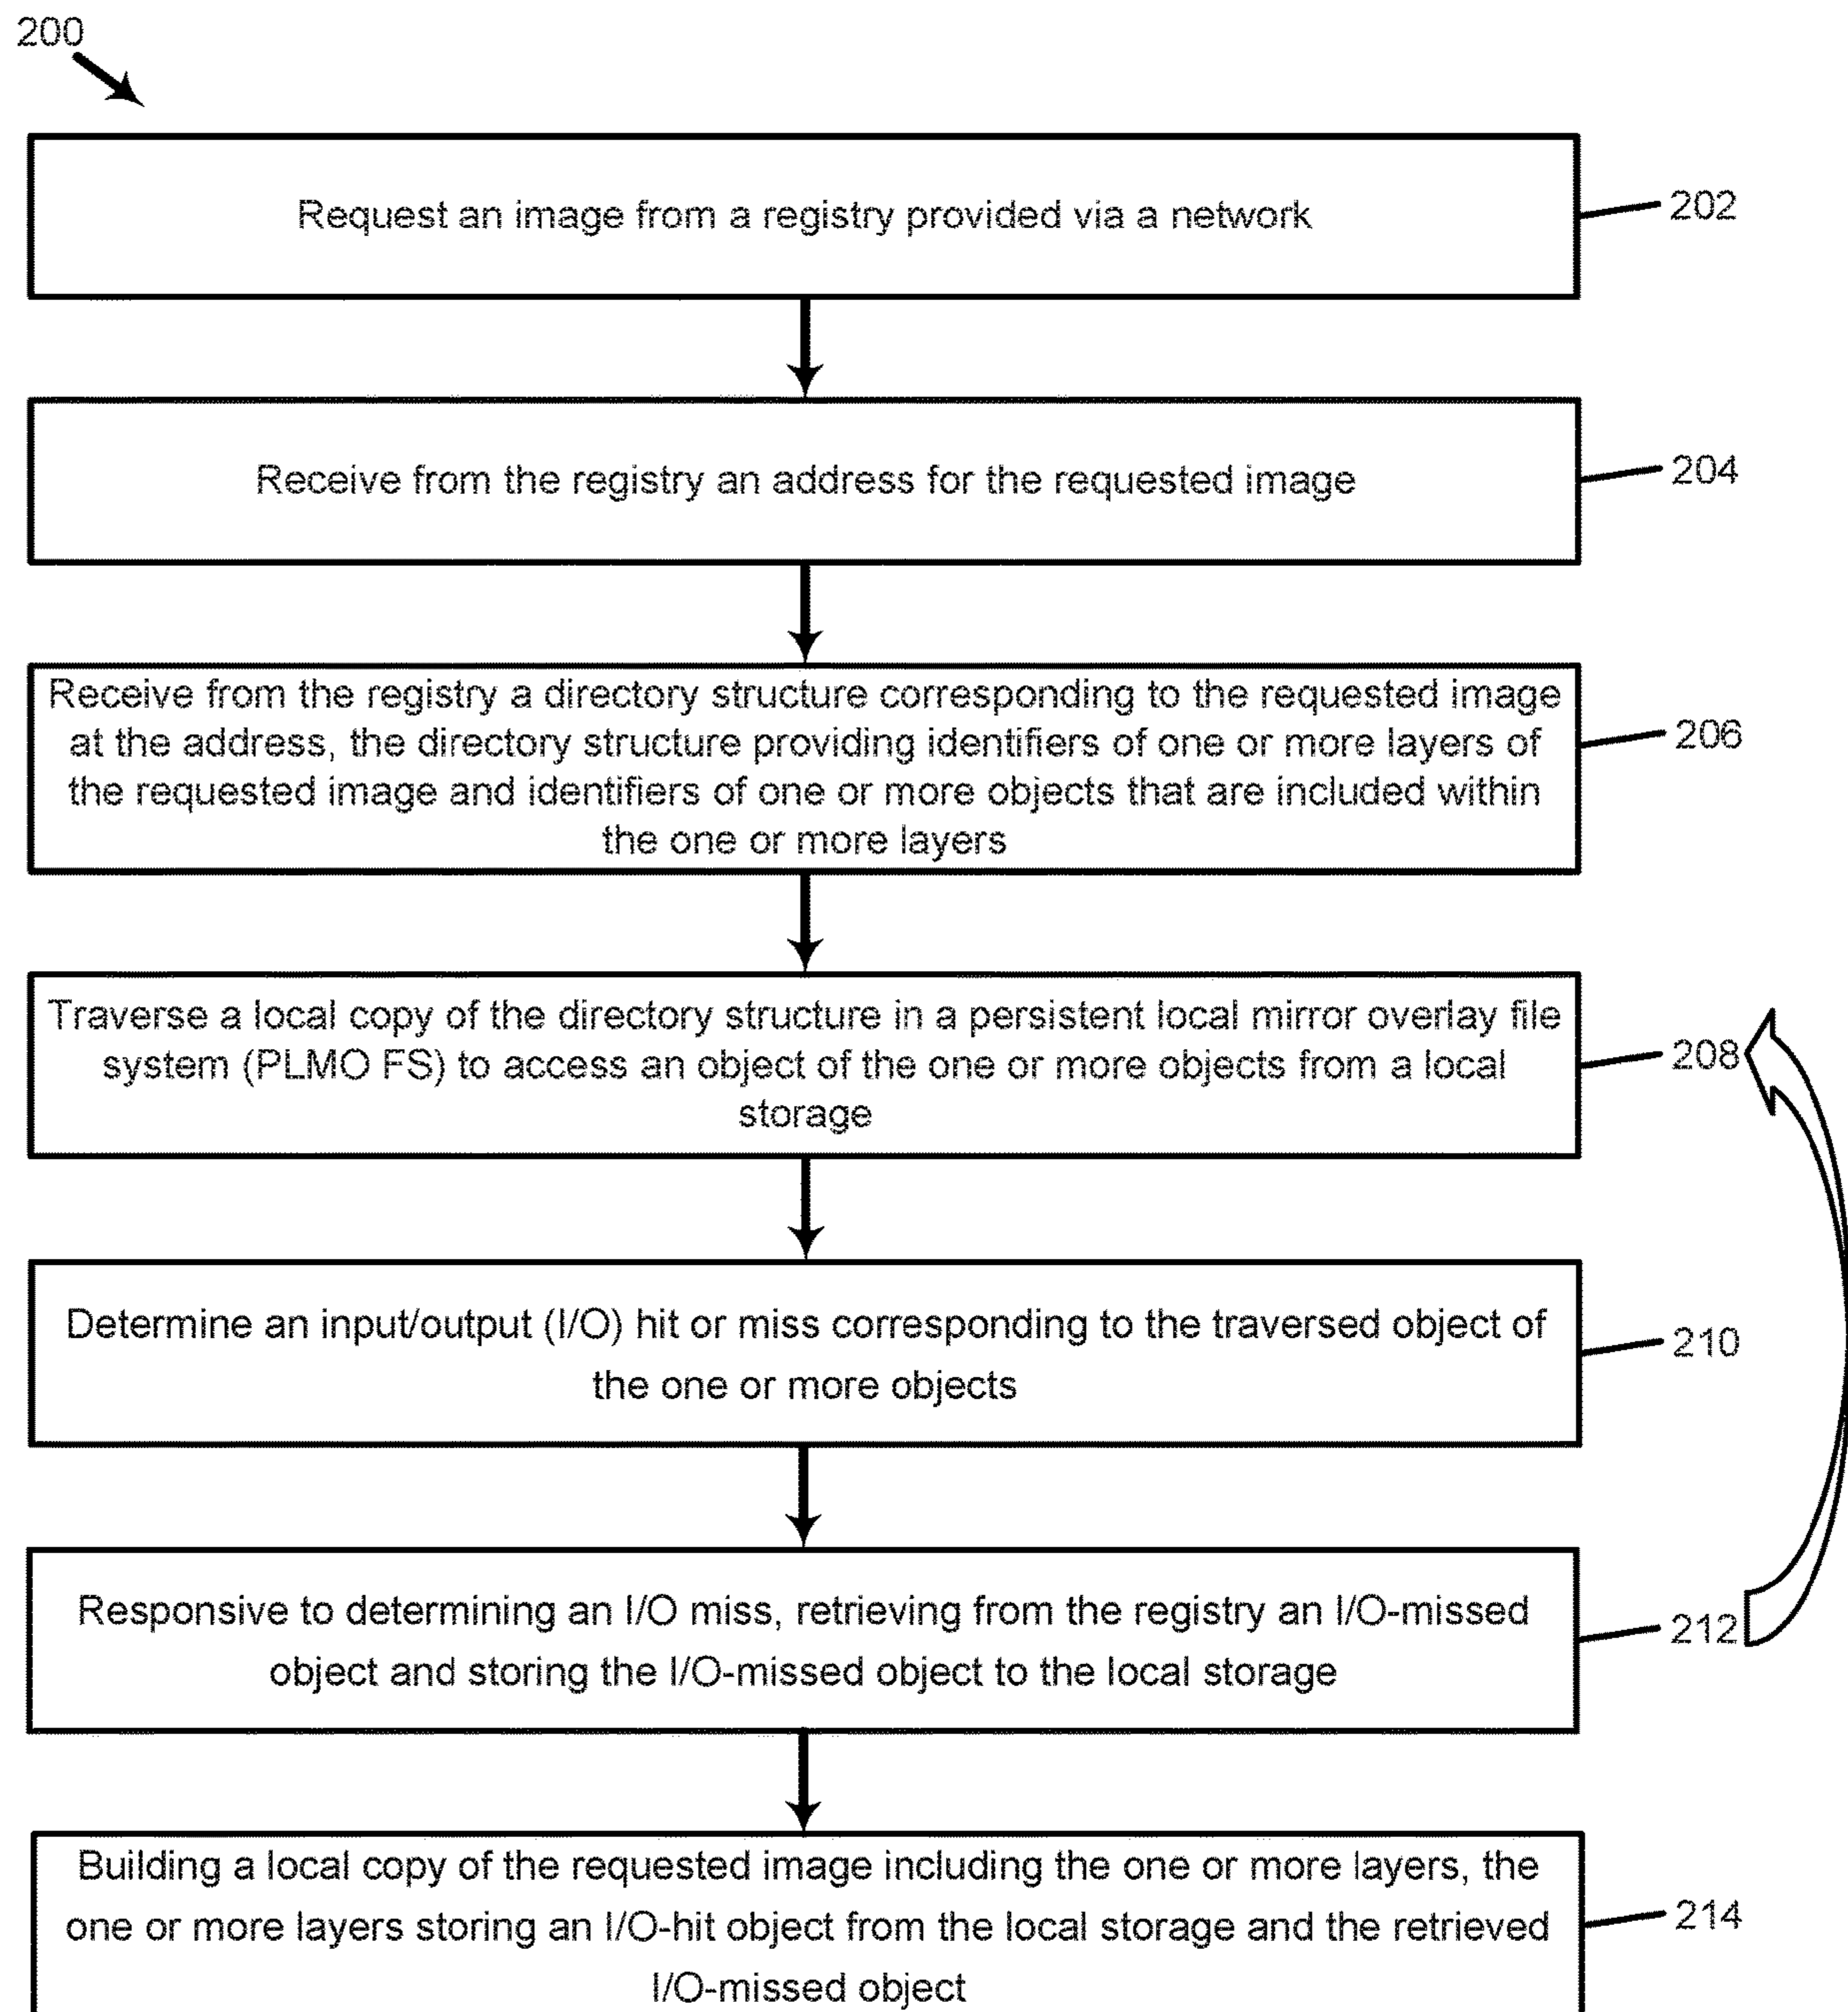 200
Request an image from a registry provided via a network
202
Receive from the registry an address for the requested image
204
Receive from the registry a directory structure corresponding to the requested image
at the address, the directory structure providing identifiers of one or more layers of
the requested image and identifiers of one or more objects that are included within
the one or more layers
206
Traverse a local copy of the directory structure in a persistent local mirror overlay file
system (PLMO FS) to access an object of the one or more objects from a local
storage
208
Determine an input/output (I/O) hit or miss corresponding to the traversed object of
the one or more objects
210
Responsive to determining an I/O miss, retrieving from the registry an I/O-missed
object and storing the I/O-missed object to the local storage
212
Building a local copy of the requested image including the one or more layers, the
one or more layers storing an I/O-hit object from the local storage and the retrieved
I/O-missed object
214